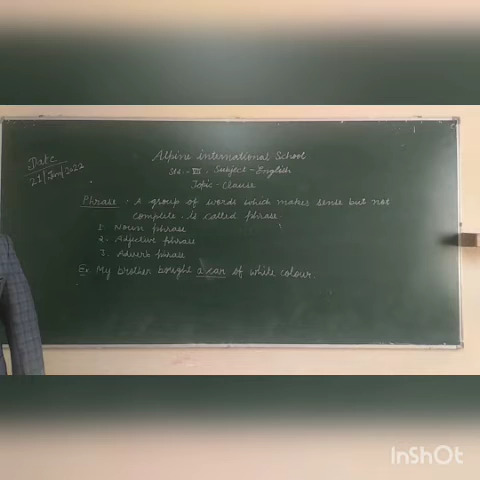 Date
21/Jan/2022
Alpine international School
Std:- VII, Subject - English
Topic - Clause
Phrase - A group of words which makes sense but not
complete. is called phrase.
1. Noun phrase
2. Adjective phrase
3. Adverb phrase
Ex. My brother bought a car of white colour.
InShOt